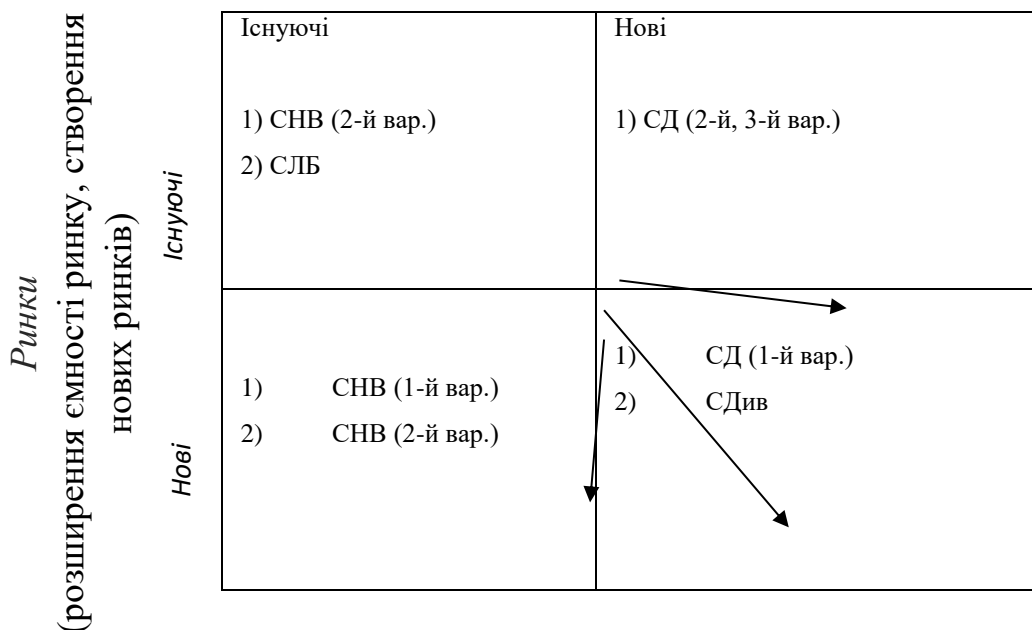 Ринки
(розширення ємності ринку, створення
нових ринків)
Існуючі
Нові
Існуючі
1) СНВ (2-й вар.)
2) СЛБ
Нові
1) СД (2-й, 3-й вар.)
1) СНВ (1-й вар.)
2) СНВ (2-й вар.)
1) СД (1-й вар.)
2) СДив